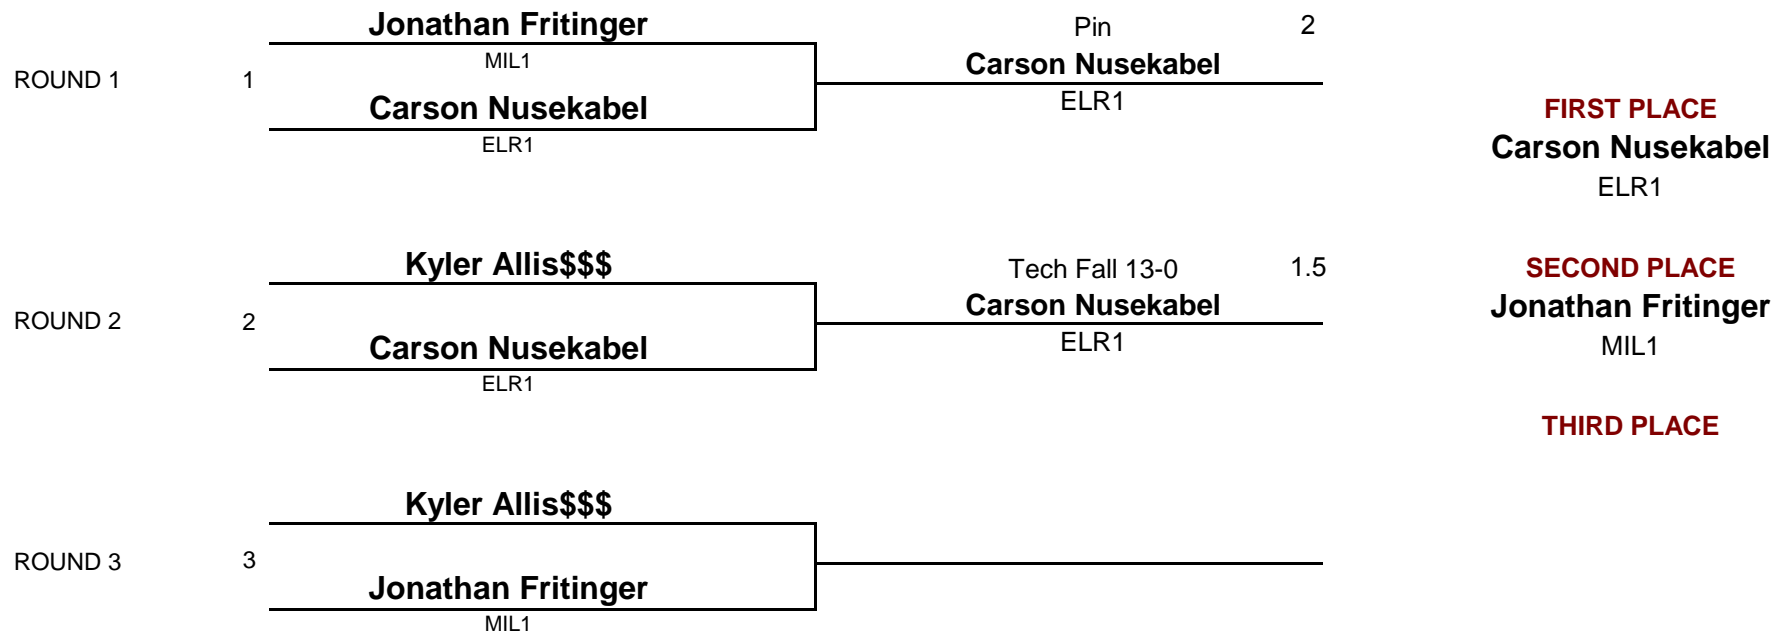 Jonathan Fritinger
MIL1
ROUND 1
1
Carson Nusekabel
ELR1
Pin
2
Carson Nusekabel
ELR1
FIRST PLACE
Carson Nusekabel
ELR1
Kyler Allis$$$
ROUND 2
2
Carson Nusekabel
ELR1
Tech Fall 13-0
1.5
Carson Nusekabel
ELR1
SECOND PLACE
Jonathan Fritinger
MIL1
THIRD PLACE
Kyler Allis$$$
ROUND 3
3
Jonathan Fritinger
MIL1